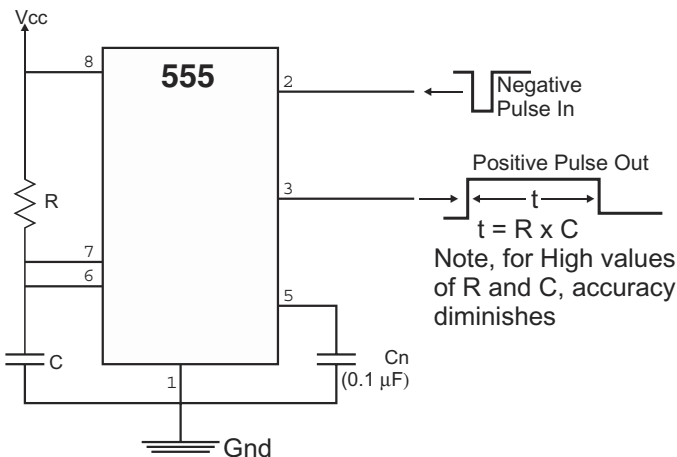 Vcc
8
555
2
Negative
Pulse In
R
3
Positive Pulse Out
t
t = R x C
Note, for High values
of R and C, accuracy
diminishes
7
6
5
C
Cn
(0.1 µF)
1
Gnd